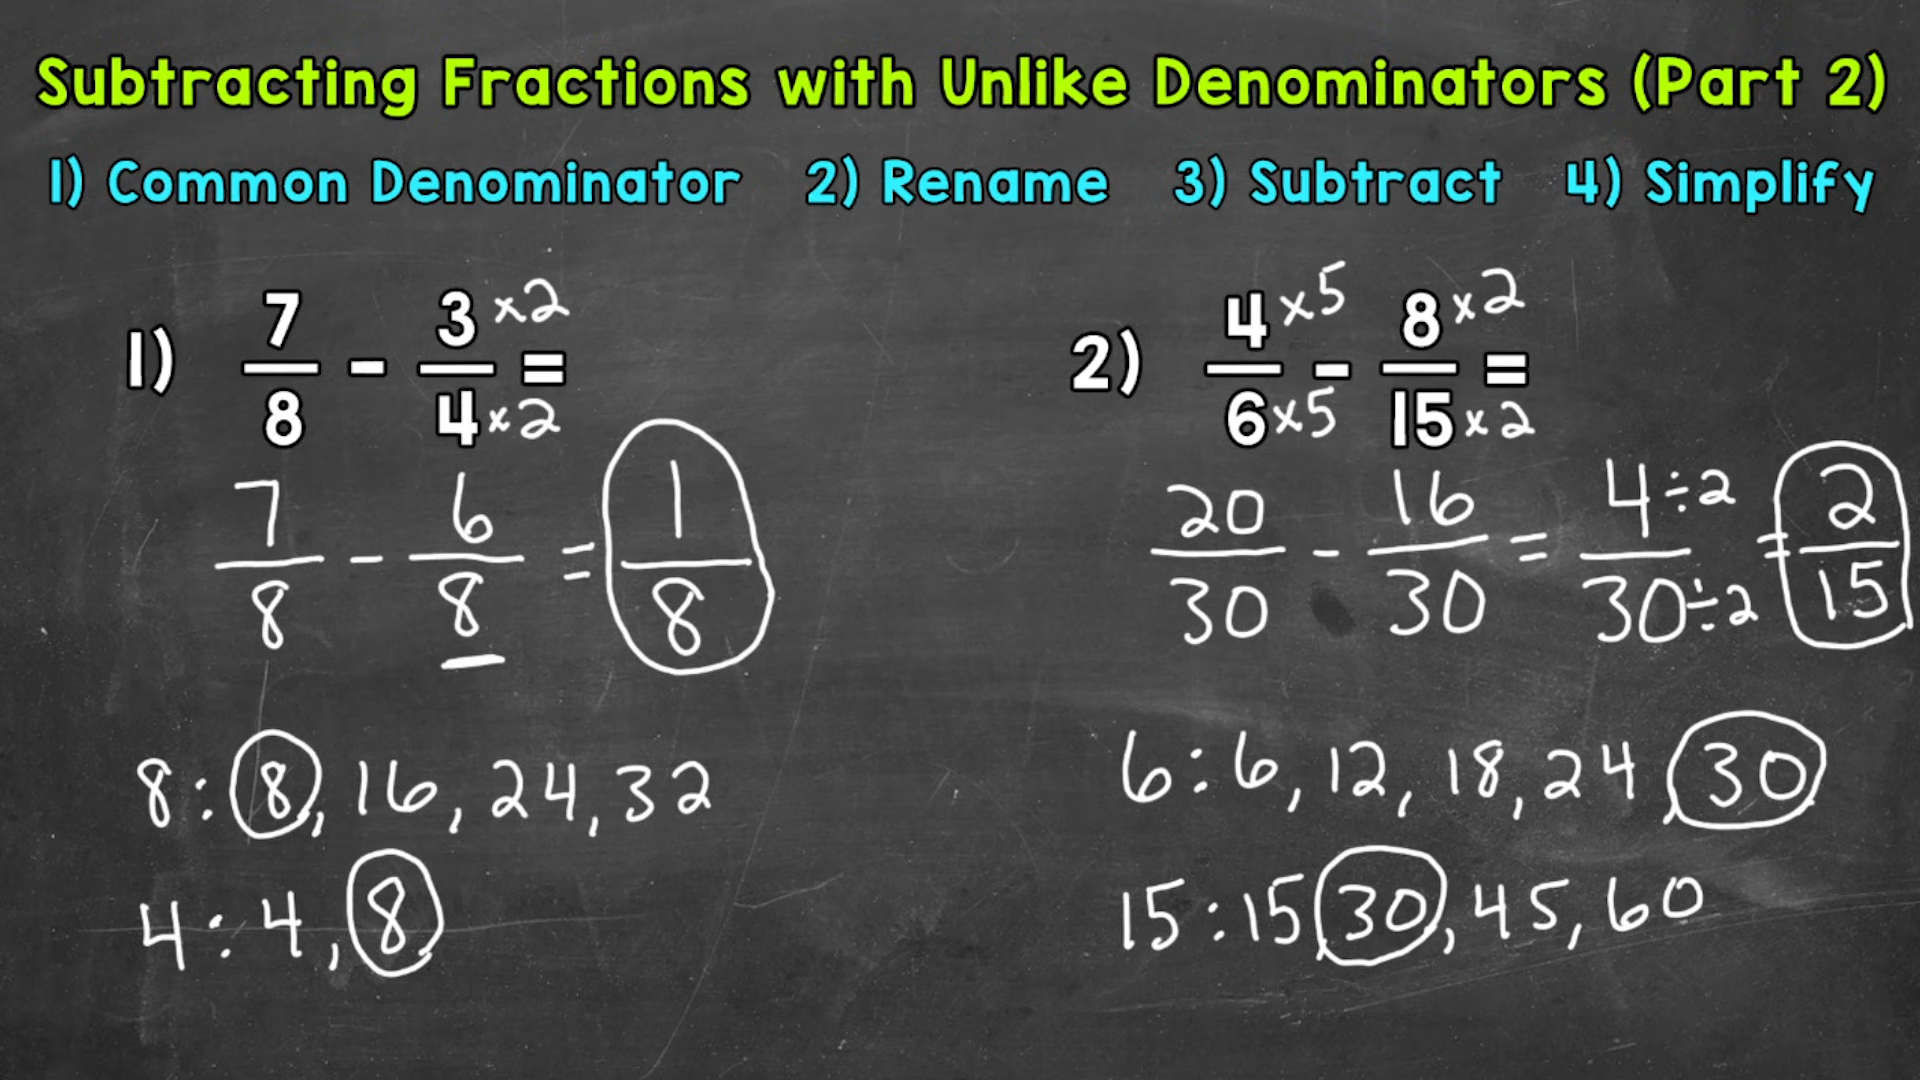 Subtracting Fractions with Unlike Denominators (Part 2)
1) Common Denominator 2) Rename 3) Subtract 4) Simplify
1) 7/8 - 3×2/4×2 =
7/8 - 6/8 = 1/8
8: 8, 16, 24, 32
4: 4, 8
2) 4×5/6×5 - 8×2/15×2 =
20/30 - 16/30 = 4÷2/30÷2 = 2/15
6: 6, 12, 18, 24, 30
15: 15, 30, 45, 60